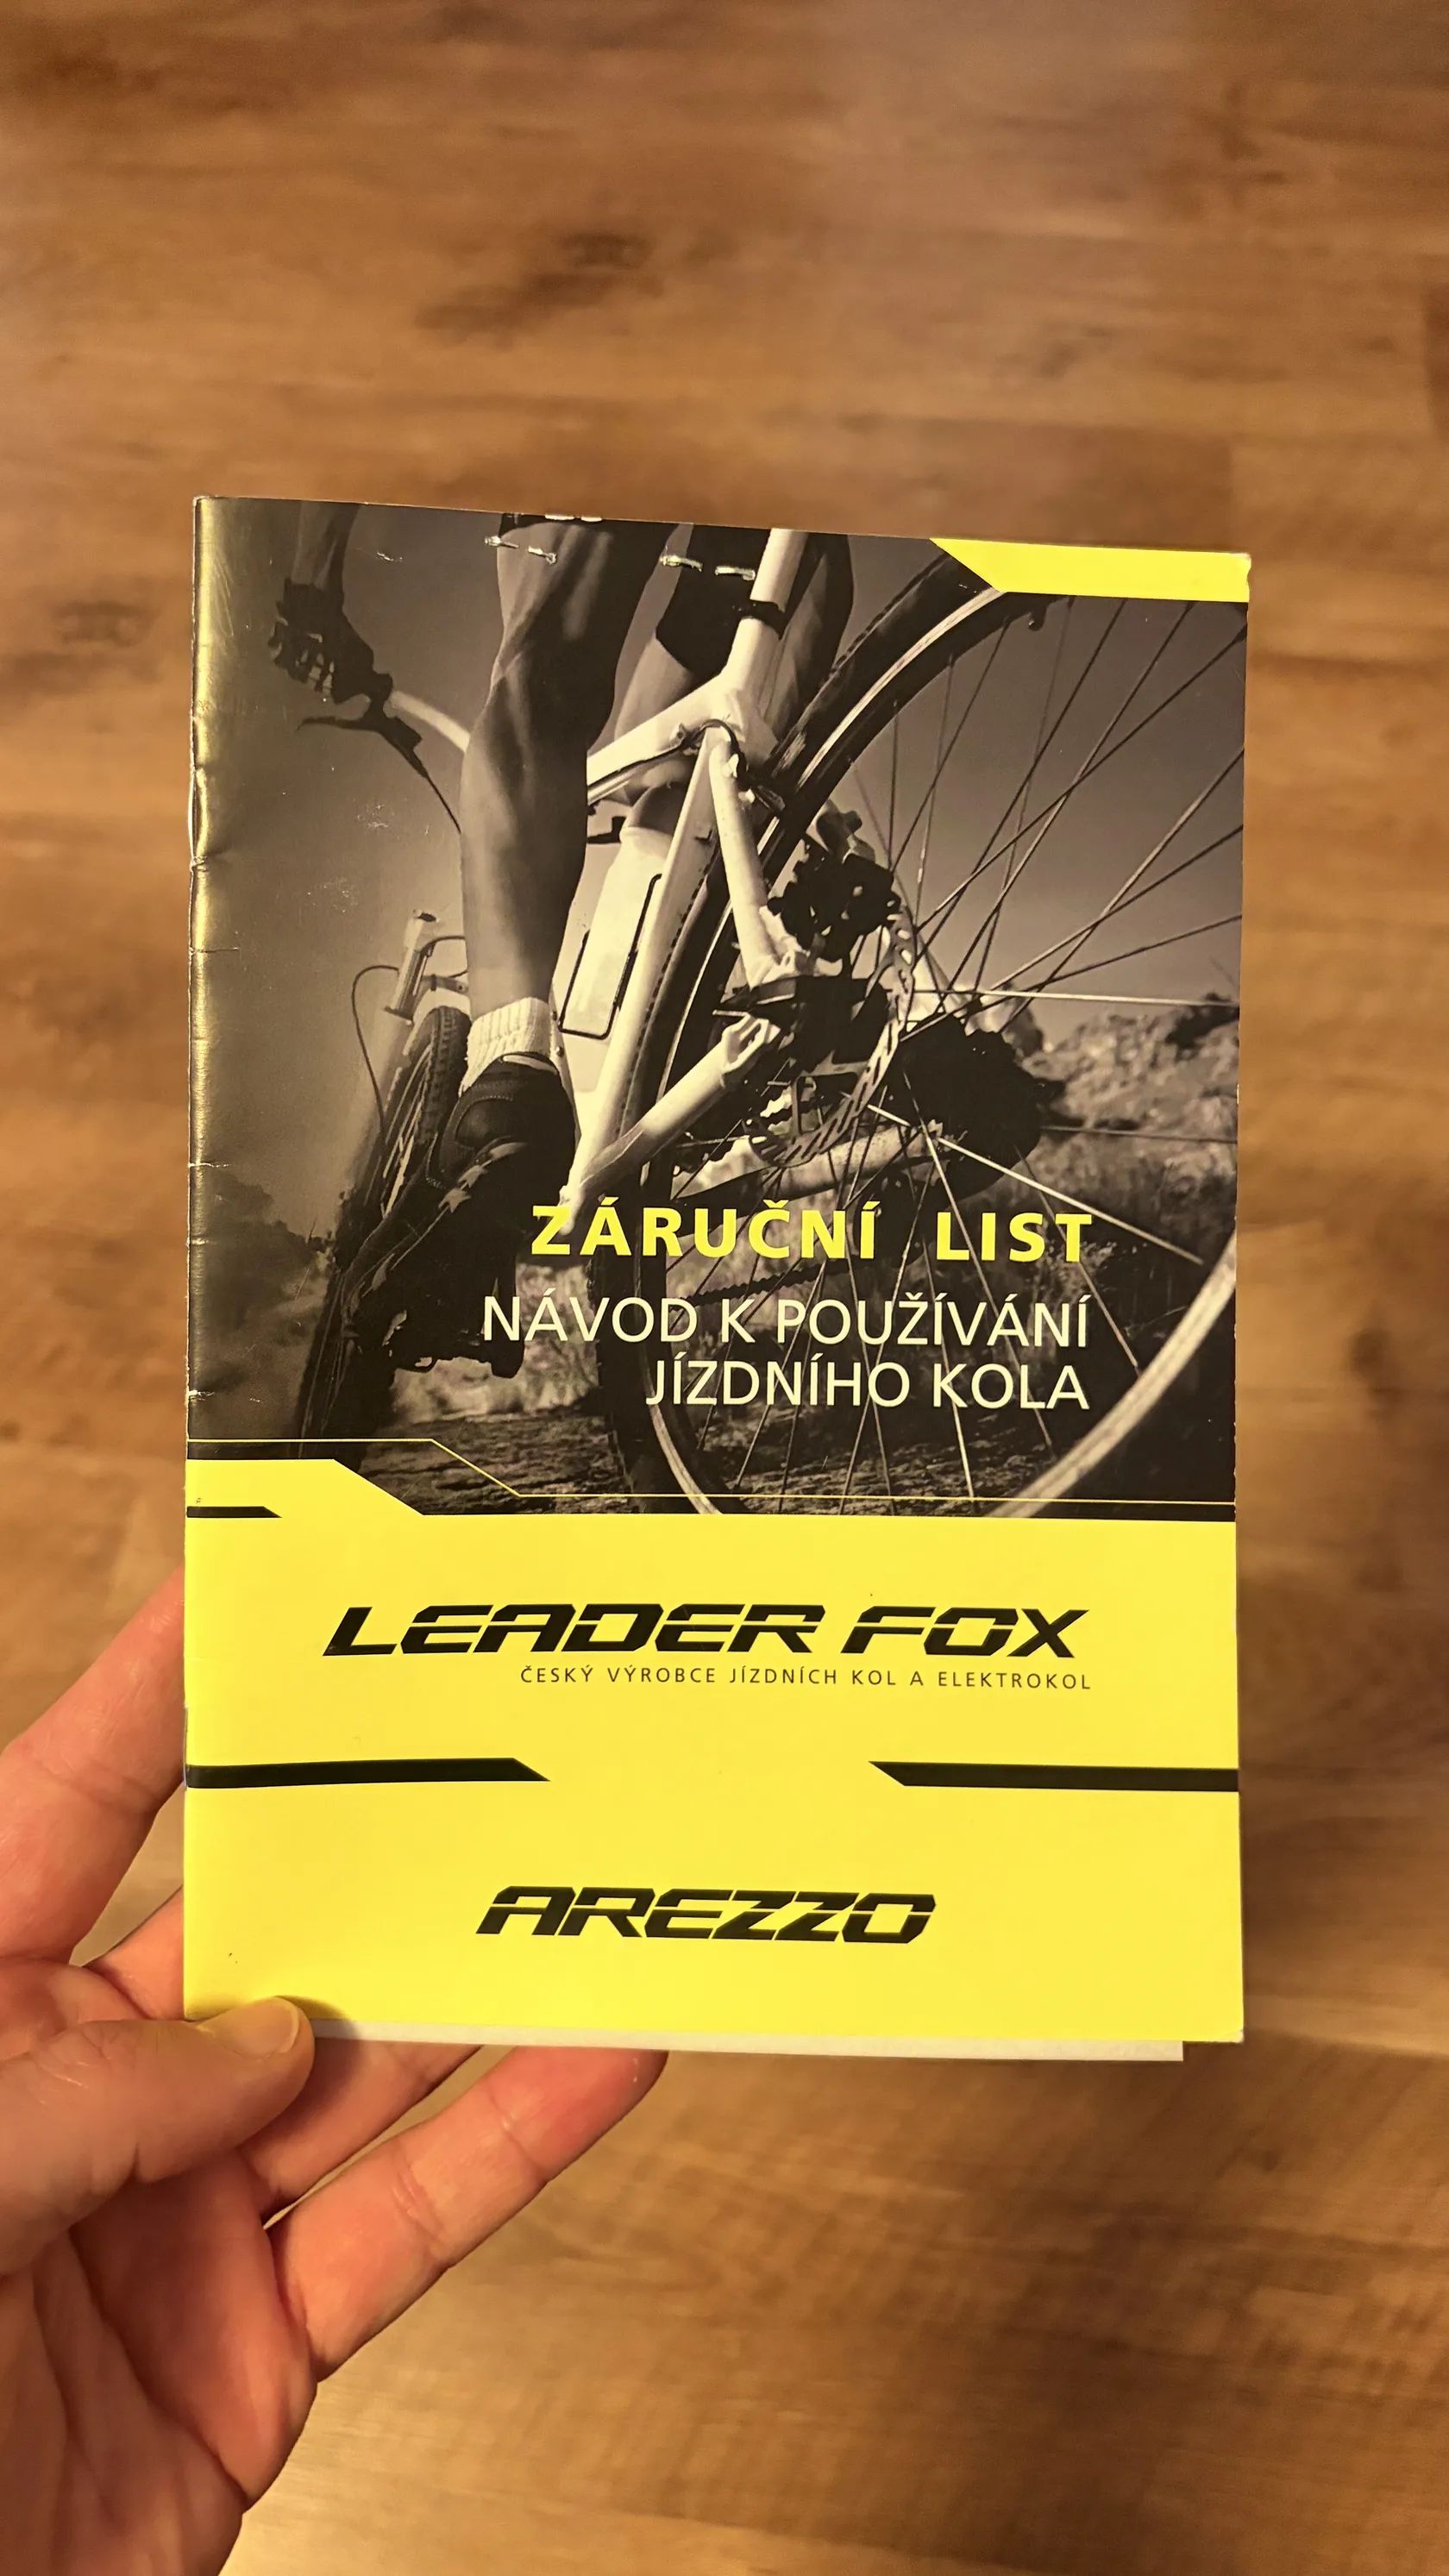 ZÁRUČNÍ LIST
NÁVOD K POUŽÍVÁNÍ
JÍZDNÍHO KOLA
LEADER FOX
ČESKÝ VÝROBCE JÍZDNÍCH KOL A ELEKTROKOL
AREZZO